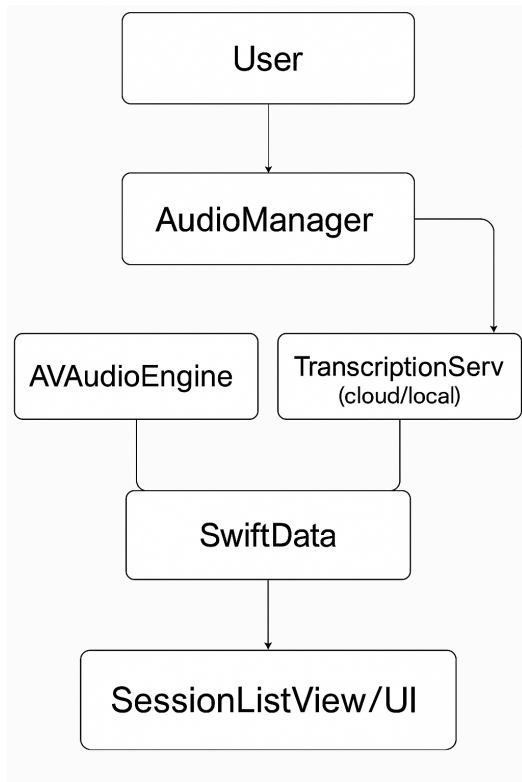 User
AudioManager
AVAudioEngine
TranscriptionServ
(cloud/local)
SwiftData
SessionListView/UI